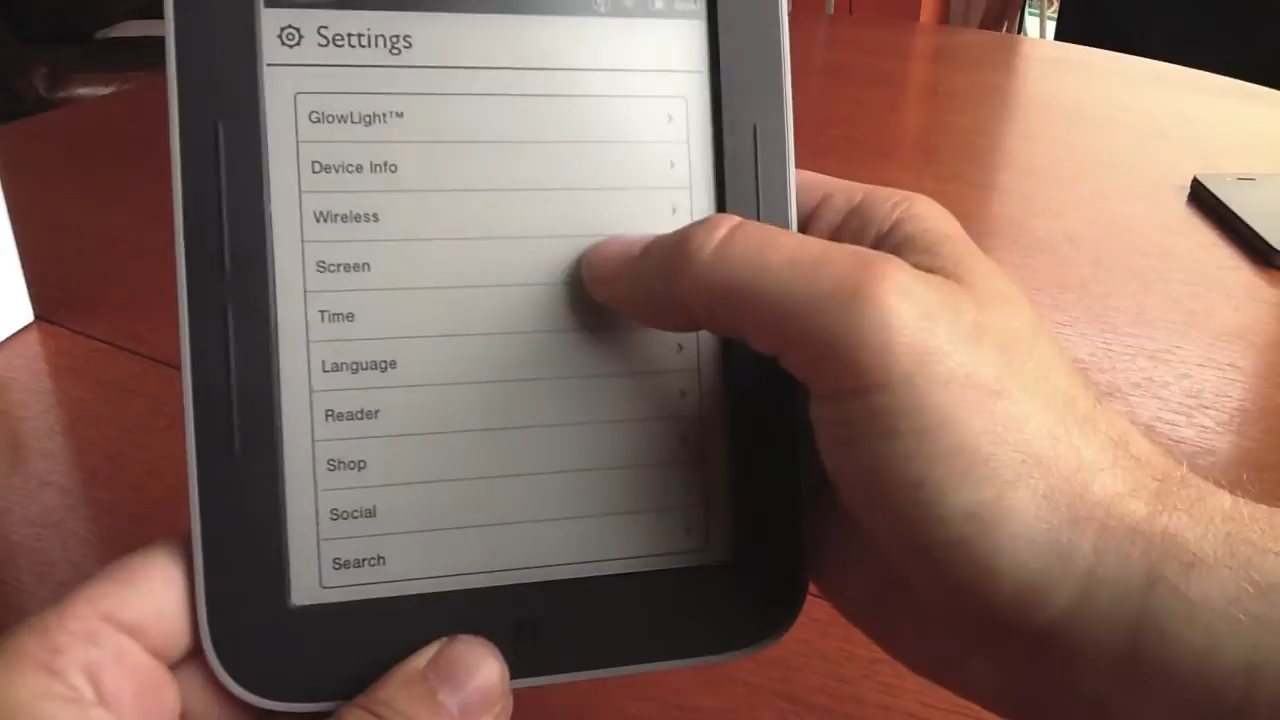 Settings
GlowLight™
Device Info
Wireless
Screen
Time
Language
Reader
Shop
Social
Search